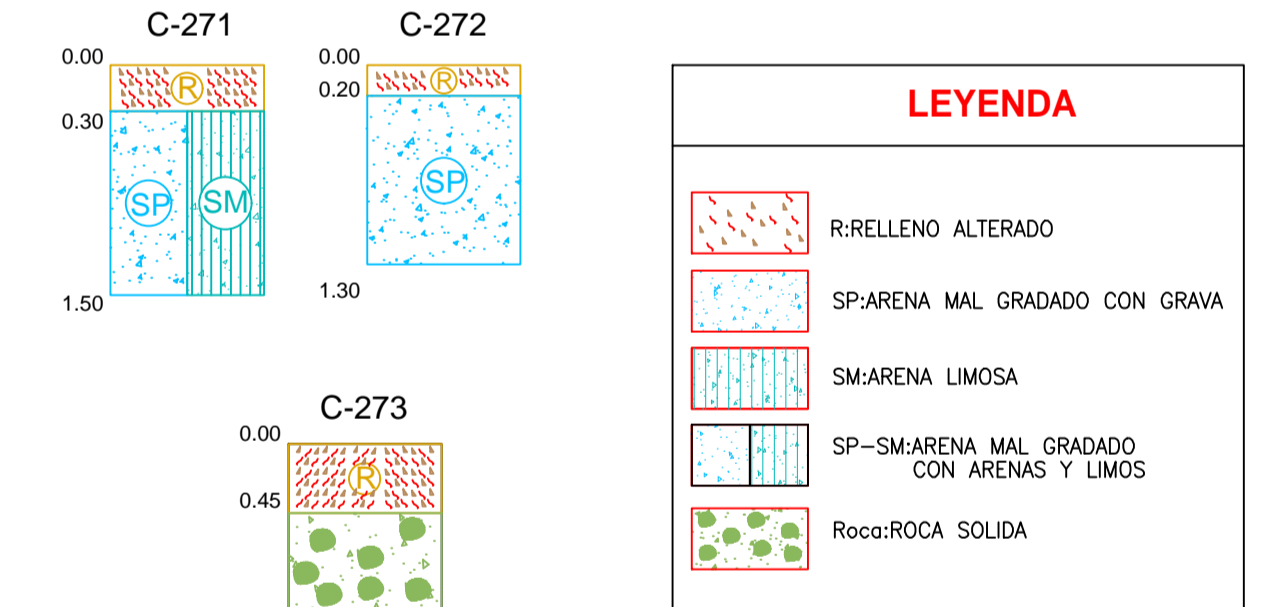 C-271
0.00
R
0.30
SP
SM
1.50
C-272
0.00
R
0.20
SP
1.30
C-273
0.00
R
0.45
LEYENDA
R:RELLENO ALTERADO
SP:ARENA MAL GRADADO CON GRAVA
SM:ARENA LIMOSA
SP-SM:ARENA MAL GRADADO
CON ARENAS Y LIMOS
Roca:ROCA SOLIDA